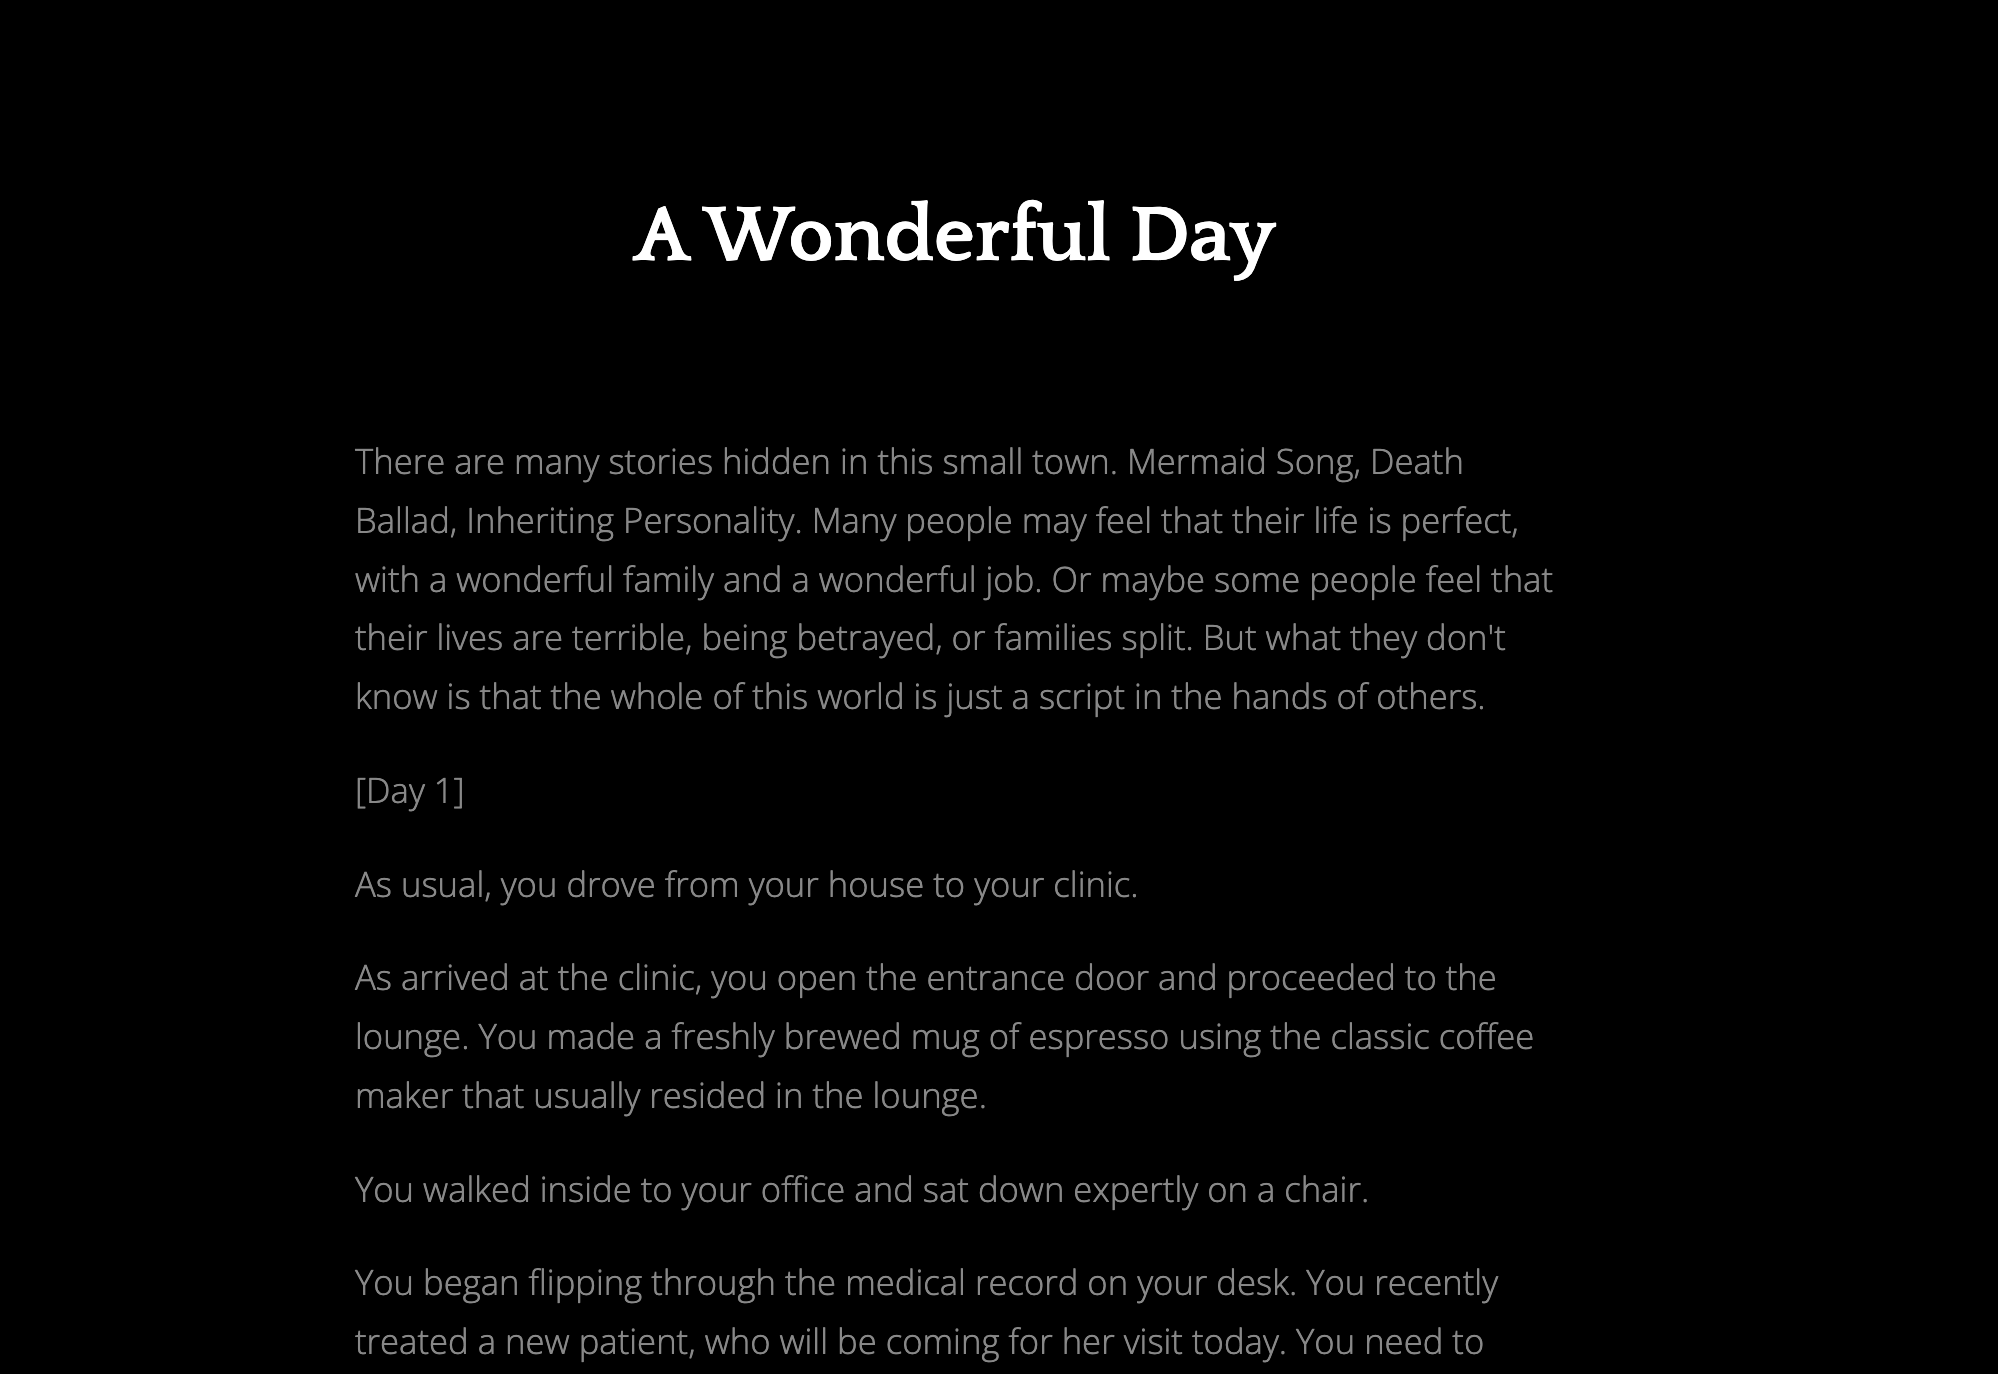 A Wonderful Day
There are many stories hidden in this small town. Mermaid Song, Death
Ballad, Inheriting Personality. Many people may feel that their life is perfect,
with a wonderful family and a wonderful job. Or maybe some people feel that
their lives are terrible, being betrayed, or families split. But what they don't
know is that the whole of this world is just a script in the hands of others.
[Day 1]
As usual, you drove from your house to your clinic.
As arrived at the clinic, you open the entrance door and proceeded to the
lounge. You made a freshly brewed mug of espresso using the classic coffee
maker that usually resided in the lounge.
You walked inside to your office and sat down expertly on a chair.
You began flipping through the medical record on your desk. You recently
treated a new patient, who will be coming for her visit today. You need to